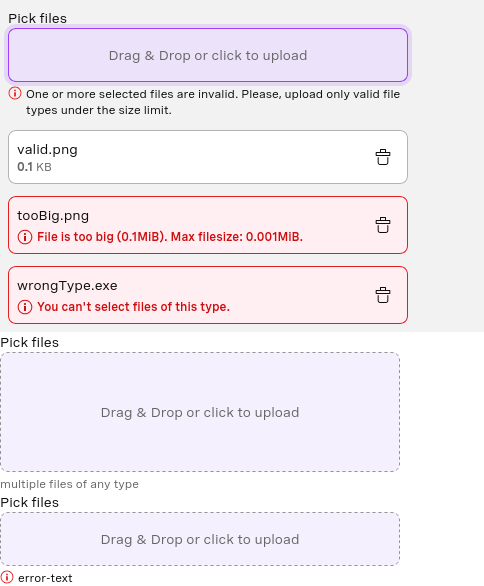 Pick files
Drag & Drop or click to upload
One or more selected files are invalid. Please, upload only valid file
types under the size limit.
valid.png
0.1 KB
tooBig.png
File is too big (0.1MiB). Max filesize: 0.001MiB.
wrongType.exe
You can't select files of this type.
Pick files
Drag & Drop or click to upload
multiple files of any type
Pick files
Drag & Drop or click to upload
error-text